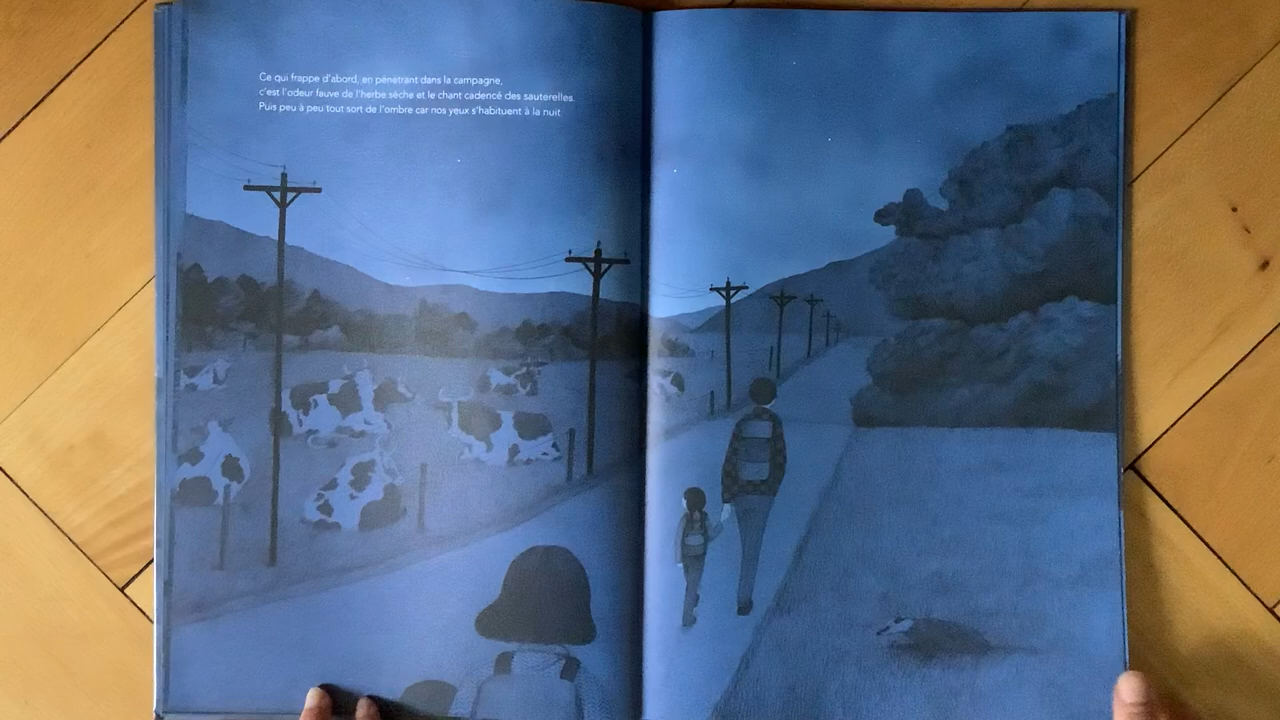 Ce qui frappe d'abord, en pénétrant dans la campagne,
c'est l'odeur fauve de l'herbe sèche et le chant cadencé des sauterelles.
Puis peu à peu tout sort de l'ombre car nos yeux s'habituent à la nuit.